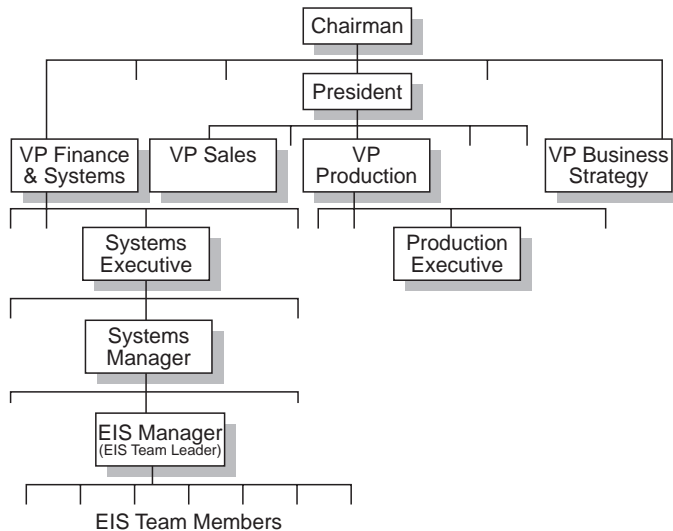 Chairman
President
VP Finance
& Systems
VP Sales
VP
Production
VP Business
Strategy
Systems
Executive
Production
Executive
Systems
Manager
EIS Manager
(EIS Team Leader)
EIS Team Members